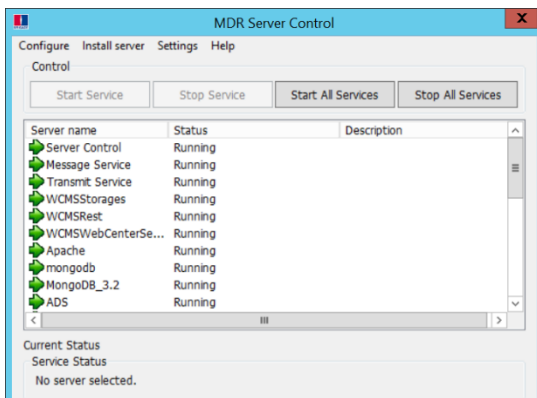 MDR Server Control
X
Configure Install server Settings Help
Control
Start Service Stop Service Start All Services Stop All Services
Server name Status Description
Server Control Running
Message Service Running
Transmit Service Running
WCMSStorages Running
WCMSRest Running
WCMSWebCenterSe... Running
Apache Running
mongodb Running
MongoDB_3.2 Running
ADS Running
Current Status
Service Status
No server selected.